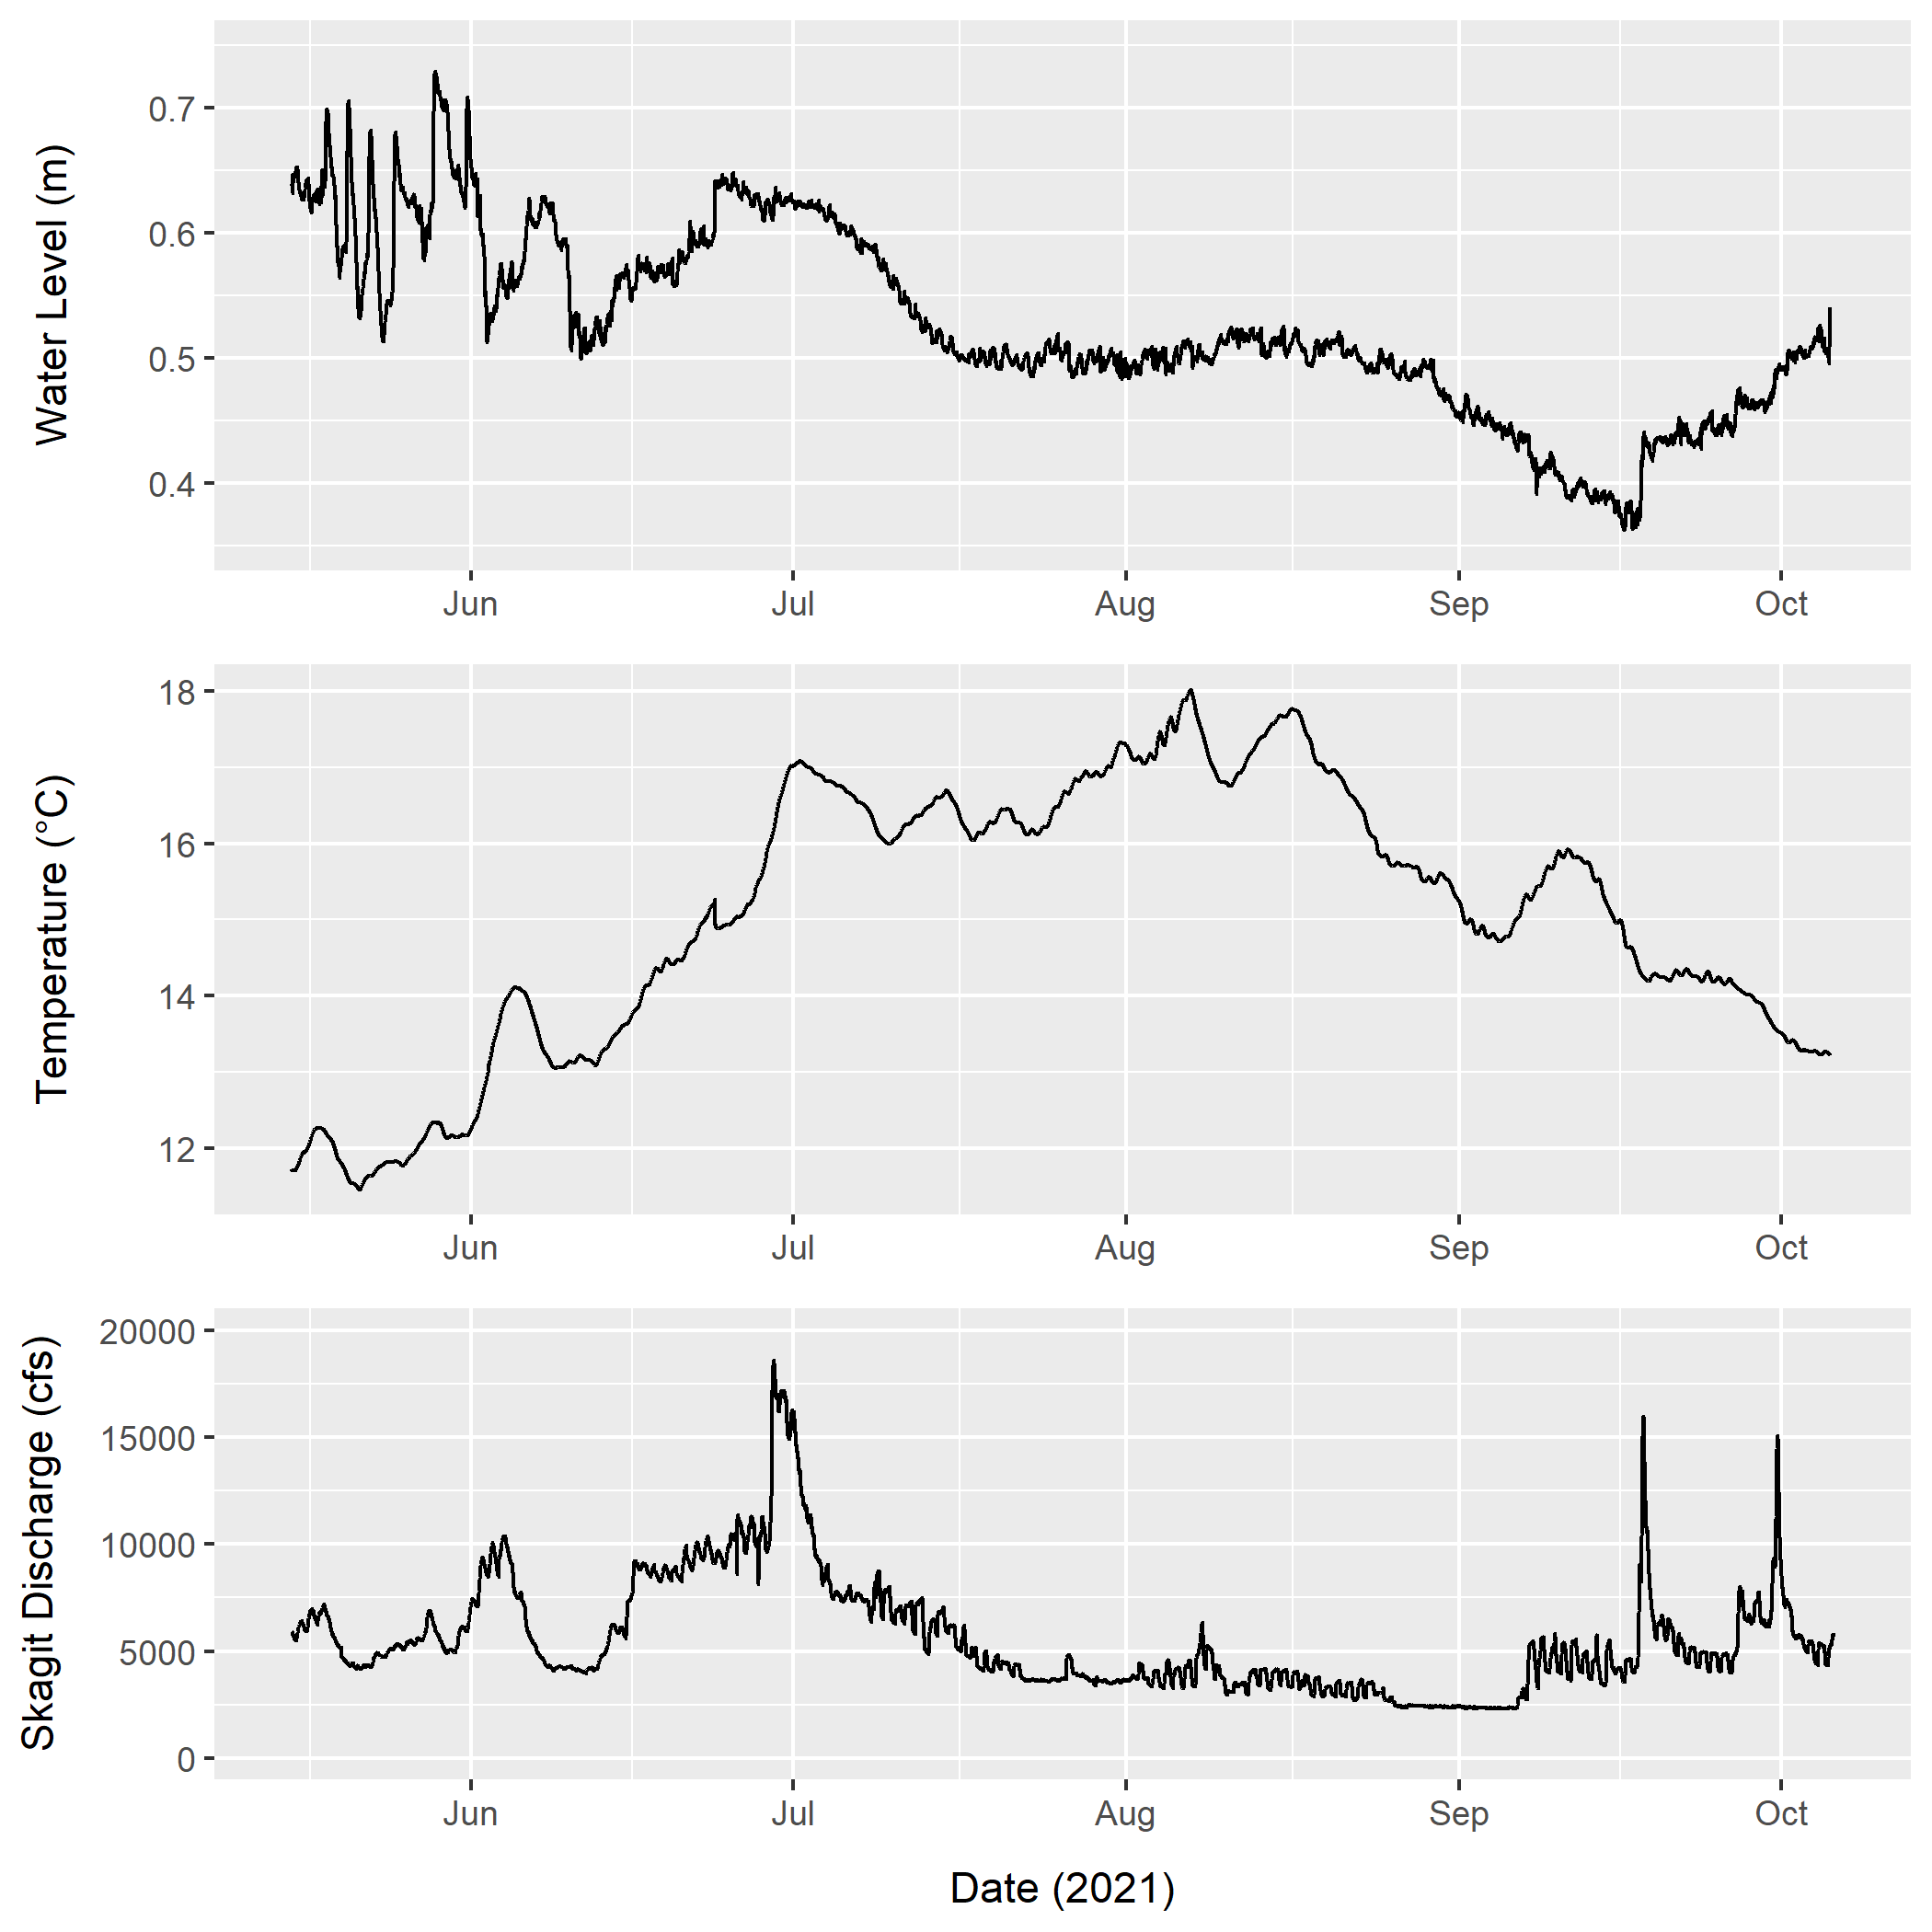 Water Level (m)
0.7
0.6
0.5
0.4
Jun Jul Aug Sep Oct
Temperature (°C)
18
16
14
12
Jun Jul Aug Sep Oct
Skagit Discharge (cfs)
20000
15000
10000
5000
0
Jun Jul Aug Sep Oct
Date (2021)